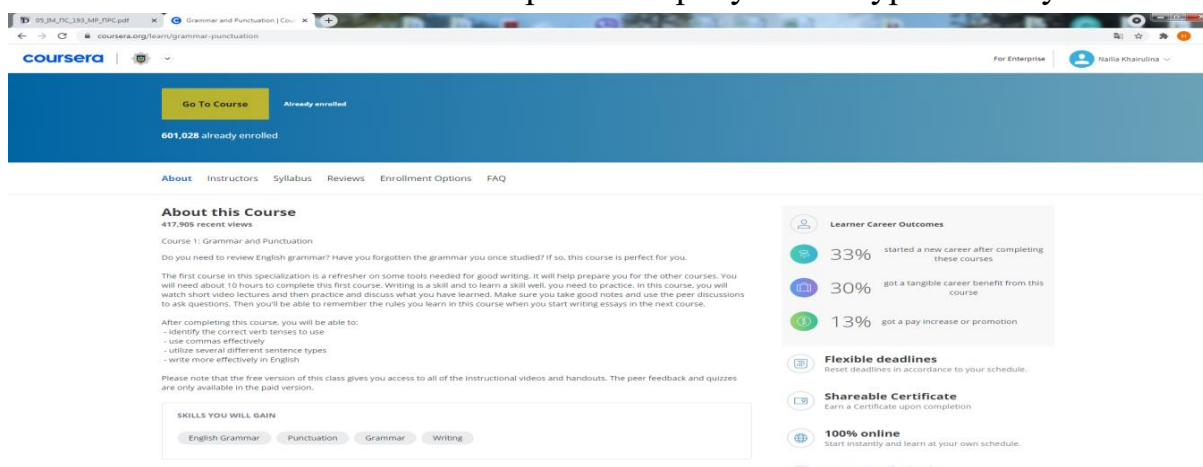 05_ІМ_ПС_193_МР_ПРС.pdf
Grammar and Punctuation | Cou
coursera.org/learn/grammar-punctuation
coursera
For Enterprise
Nailia Khairulina
Go To Course
Already enrolled
601,028 already enrolled
About Instructors Syllabus Reviews Enrollment Options FAQ
About this Course
417,905 recent views
Course 1: Grammar and Punctuation
Do you need to review English grammar? Have you forgotten the grammar you once studied? If so, this course is perfect for you.
The first course in this specialization is a refresher on some tools needed for good writing. It will help prepare you for the other courses. You
will need about 10 hours to complete this first course. Writing is a skill and to learn a skill well, you need to practice. In this course, you will
watch short video lectures and then practice and discuss what you have learned. Make sure you take good notes and use the peer discussions
to ask questions. Then you'll be able to remember the rules you learn in this course when you start writing essays in the next course.
After completing this course, you will be able to:
- identify the correct verb tenses to use
- use commas effectively
- utilize several different sentence types
- write more effectively in English
Please note that the free version of this class gives you access to all of the instructional videos and handouts. The peer feedback and quizzes
are only available in the paid version.
SKILLS YOU WILL GAIN
English Grammar Punctuation Grammar Writing
Learner Career Outcomes
33% started a new career after completing
these courses
30% got a tangible career benefit from this
course
13% got a pay increase or promotion
Flexible deadlines
Reset deadlines in accordance to your schedule.
Shareable Certificate
Earn a Certificate upon completion
100% online
Start instantly and learn at your own schedule.